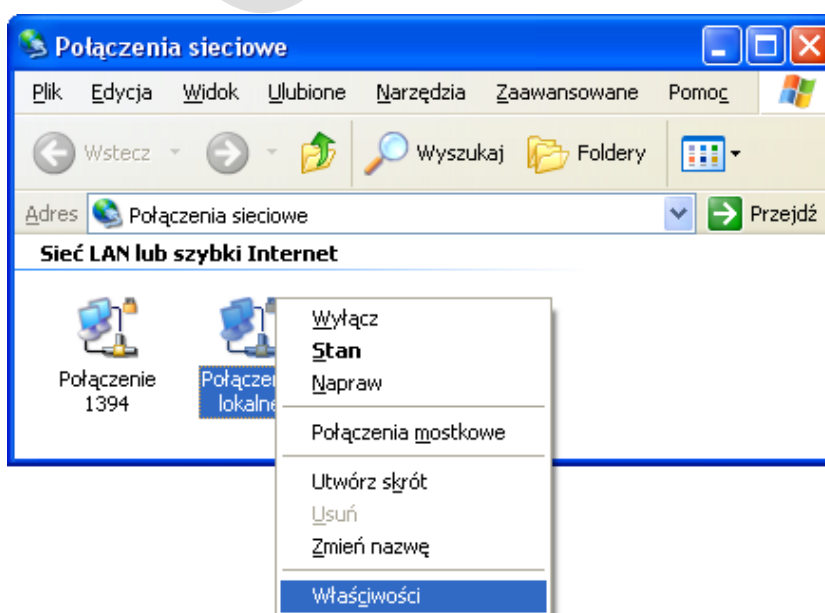 Połączenia sieciowe
Plik Edycja Widok Ulubione Narzędzia Zaawansowane Pomoc
Wstecz Wyszukaj Foldery
Adres Połączenia sieciowe Przejdź
Sieć LAN lub szybki Internet
Połączenie
1394
Połączen
lokalne
Wyłącz
Stan
Napraw
Połączenia mostkowe
Utwórz skrót
Usuń
Zmień nazwę
Właściwości